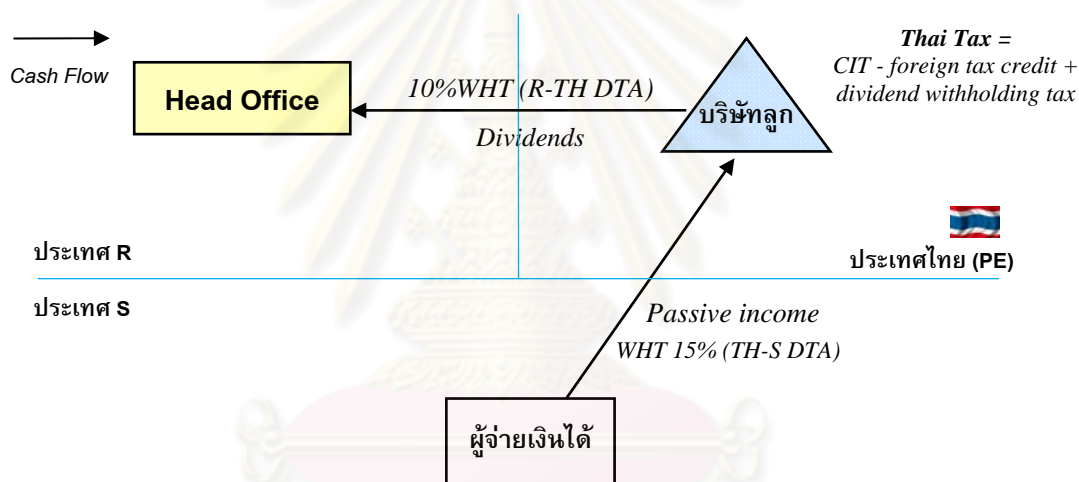 Cash Flow
Head Office
10%WHT (R-TH DTA)
Dividends
บริษัทลูก
Thai Tax =
CIT - foreign tax credit +
dividend withholding tax
ประเทศ R
ประเทศไทย (PE)
ประเทศ S
Passive income
WHT 15% (TH-S DTA)
ผู้จ่ายเงินได้